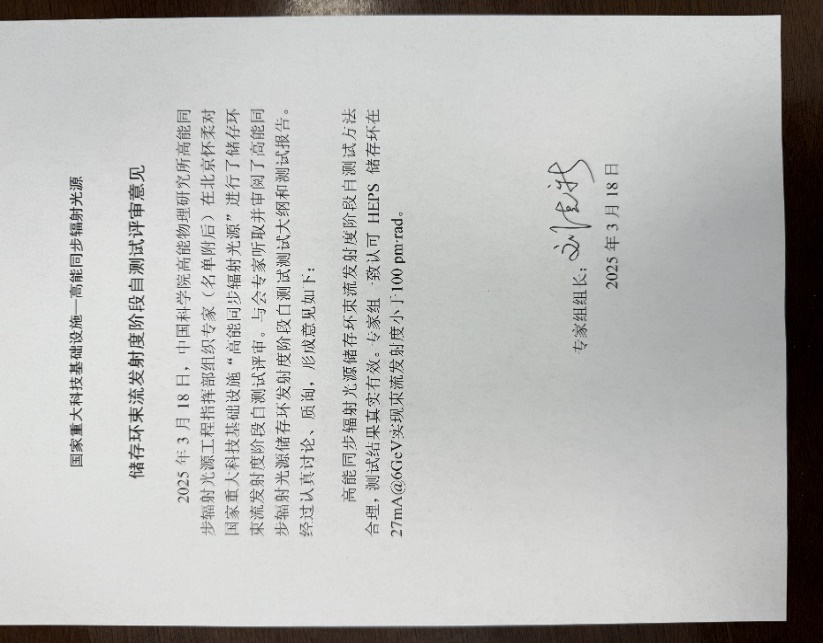 国家重大科技基础设施—高能同步辐射光源
储存环束流发射度阶段自测试评审意见
2025 年 3 月 18 日，中国科学院高能物理研究所高能同
步辐射光源工程指挥部组织专家（名单附后）在北京怀柔对
国家重大科技基础设施“高能同步辐射光源”进行了储存环
束流发射度阶段自测试评审。与会专家听取并审阅了高能同
步辐射光源储存环发射度阶段自测试测试大纲和测试报告。
经过认真讨论、质询，形成意见如下：
高能同步辐射光源储存环束流发射度阶段自测试方法
合理，测试结果真实有效。专家组一致认可 HEPS 储存环在
27mA@6GeV实现束流发射度小于100 pm·rad。
专家组组长：
2025 年 3 月 18 日